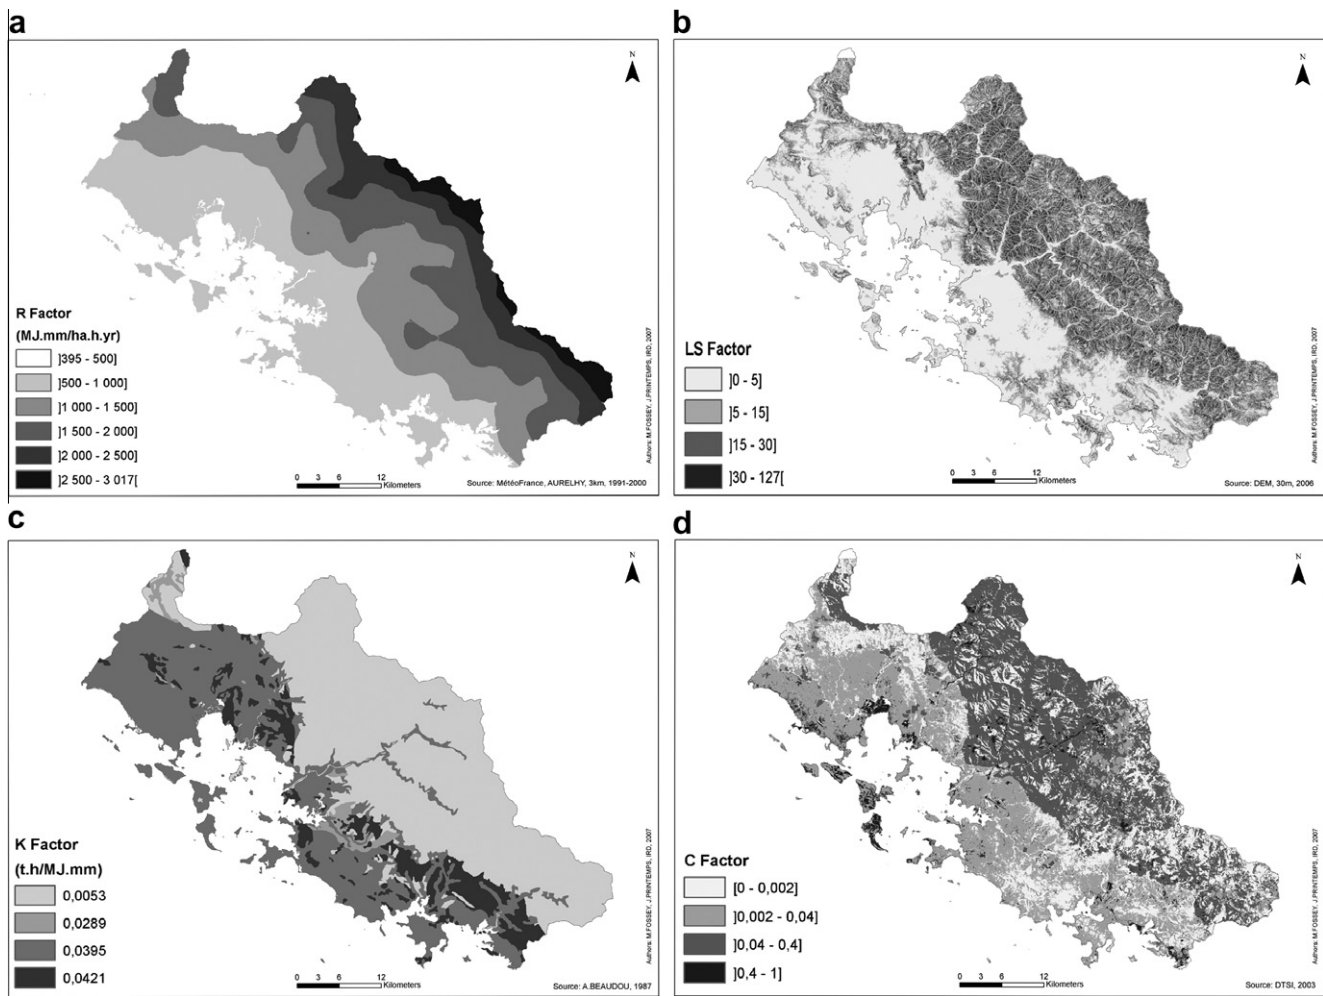 a
N
R Factor
(MJ.mm/ha.h.yr)
]395 - 500]
]500 - 1 000]
]1 000 - 1 500]
]1 500 - 2 000]
]2 000 - 2 500]
]2 500 - 3 017[
0 3 6 12
Kilometers
Source: MétéoFrance, AURELHY, 3km, 1991-2000
Authors: M.FOSSEY, J.PRINTEMPS, IRD, 2007
b
N
LS Factor
]0 - 5]
]5 - 15]
]15 - 30]
]30 - 127[
0 3 6 12
Kilometers
Source: DEM, 30m, 2006
Authors: M.FOSSEY, J.PRINTEMPS, IRD, 2007
c
N
K Factor
(t.h/MJ.mm)
0,0053
0,0289
0,0395
0,0421
0 3 6 12
Kilometers
Source: A.BEAUDOU, 1987
Authors: M.FOSSEY, J.PRINTEMPS, IRD, 2007
d
N
C Factor
[0 - 0,002]
]0,002 - 0,04]
]0,04 - 0,4]
]0,4 - 1]
0 3 6 12
Kilometers
Source: DTSI, 2003
Authors: M.FOSSEY, J.PRINTEMPS, IRD, 2007